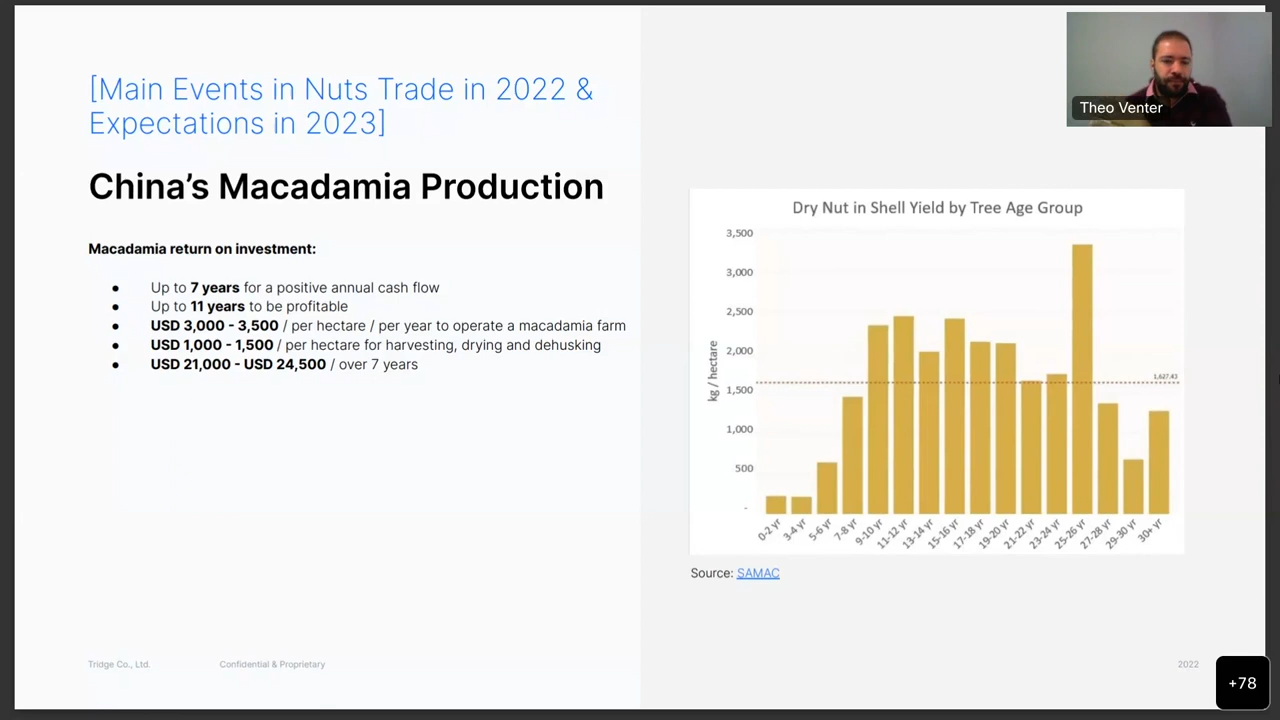 [Main Events in Nuts Trade in 2022 &
Expectations in 2023]
China's Macadamia Production
Macadamia return on investment:
● Up to 7 years for a positive annual cash flow
● Up to 11 years to be profitable
● USD 3,000 - 3,500 / per hectare / per year to operate a macadamia farm
● USD 1,000 - 1,500 / per hectare for harvesting, drying and dehusking
● USD 21,000 - USD 24,500 / over 7 years
Theo Venter
Dry Nut in Shell Yield by Tree Age Group
kg / hectare
3,500
3,000
2,500
2,000
1,500
1,000
500
-
1,627.43
0-2 yr
3-4 yr
5-6 yr
7-8 yr
9-10 yr
11-12 yr
13-14 yr
15-16 yr
17-18 yr
19-20 yr
21-22 yr
23-24 yr
25-26 yr
27-28 yr
29-30 yr
30+ yr
Source: SAMAC
Tridge Co., Ltd.
Confidential & Proprietary
2022
+78